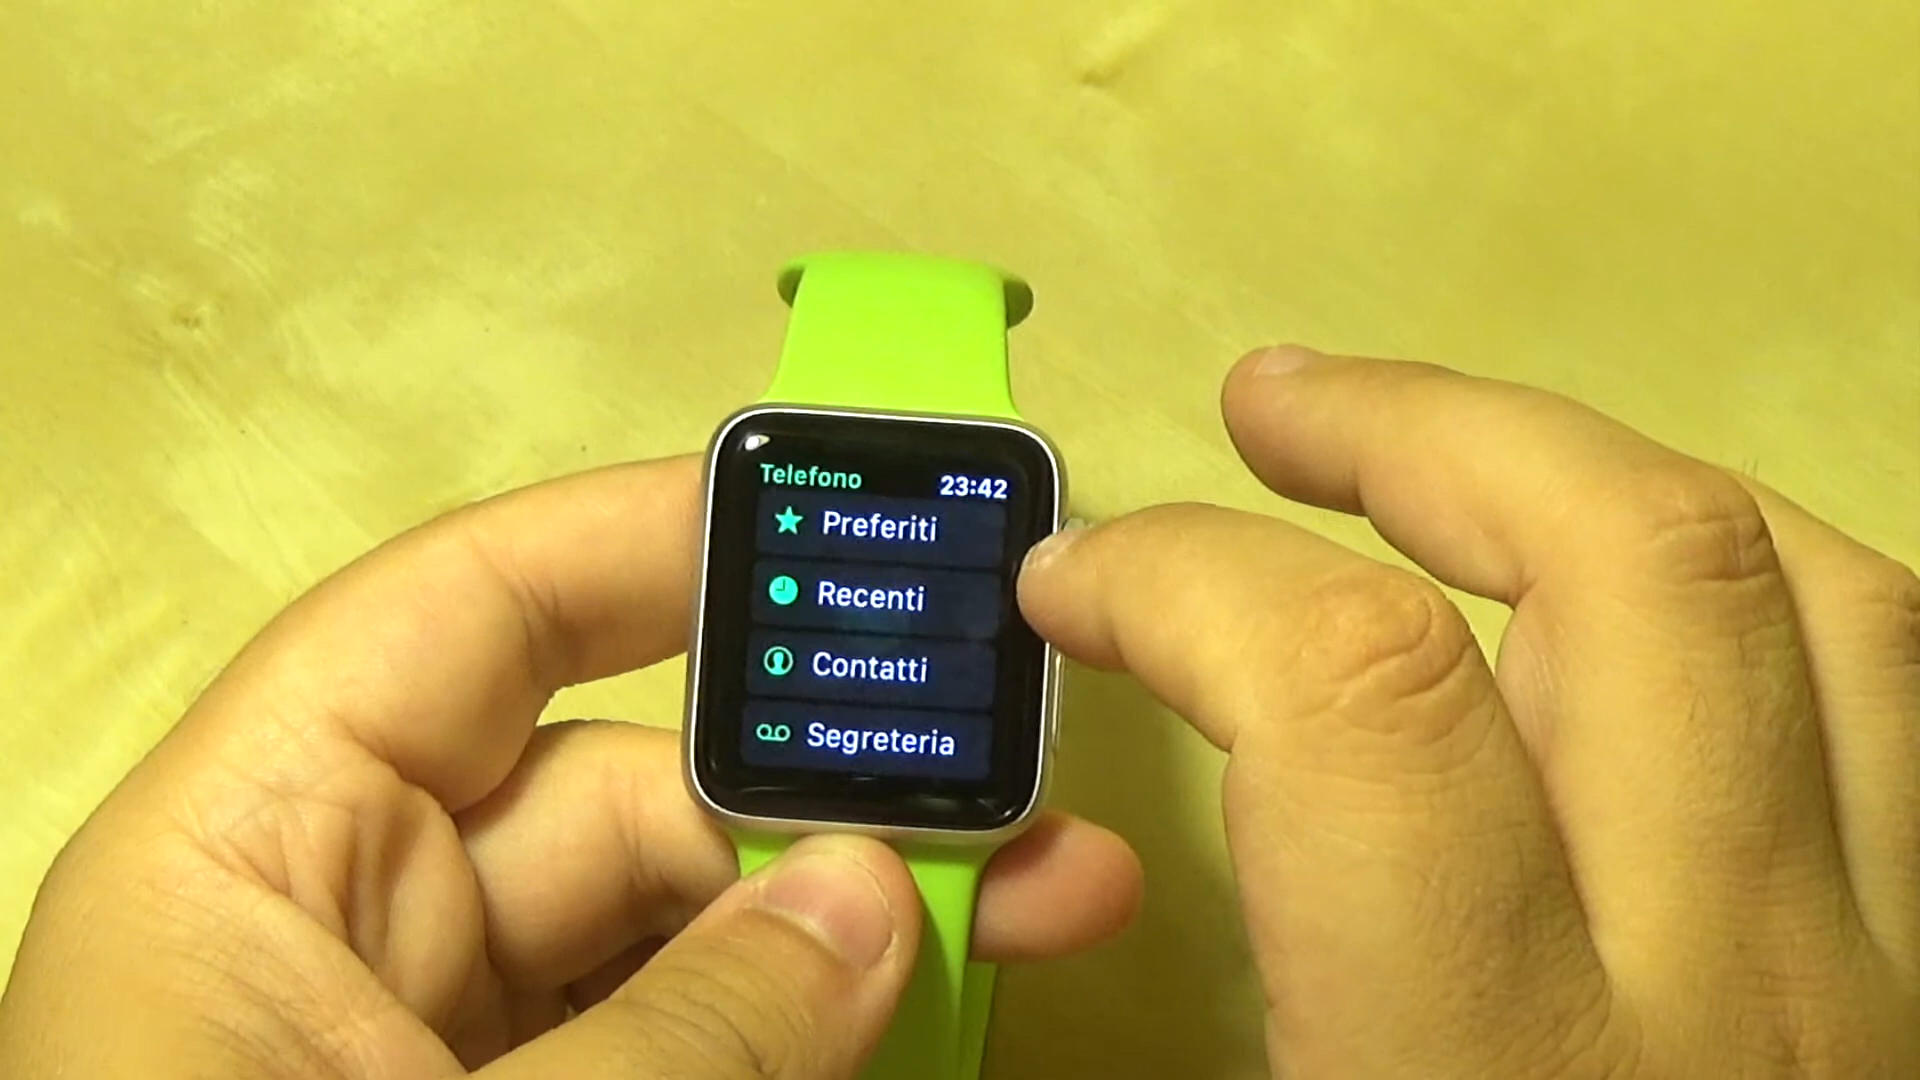 Telefono 23:42
Preferiti
Recenti
Contatti
Segreteria